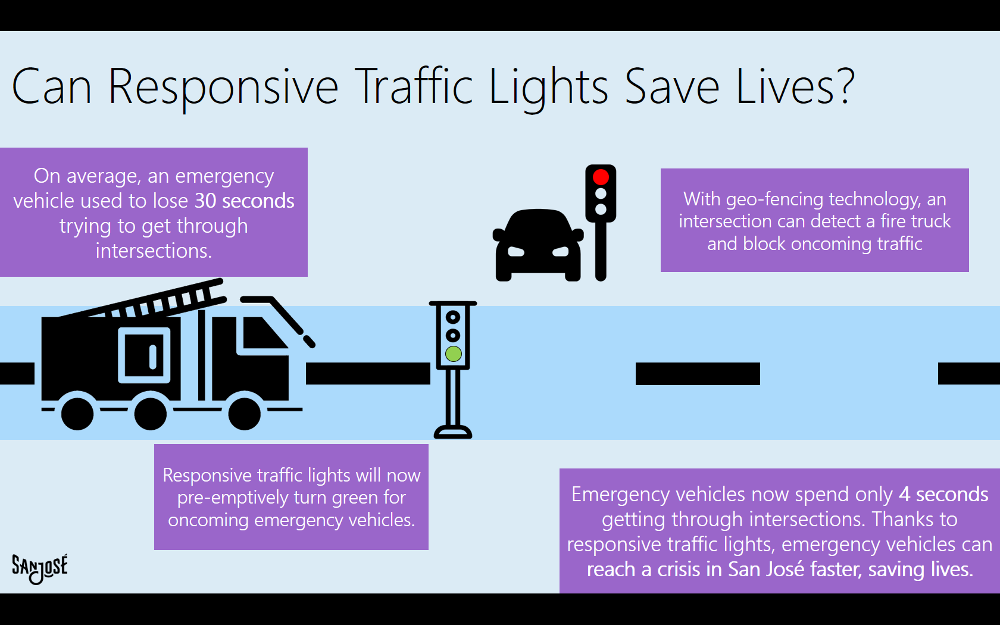 Can Responsive Traffic Lights Save Lives?
On average, an emergency
vehicle used to lose 30 seconds
trying to get through
intersections.
With geo-fencing technology, an
intersection can detect a fire truck
and block oncoming traffic
Responsive traffic lights will now
pre-emptively turn green for
oncoming emergency vehicles.
Emergency vehicles now spend only 4 seconds
getting through intersections. Thanks to
responsive traffic lights, emergency vehicles can
reach a crisis in San José faster, saving lives.
SAN JOSÉ